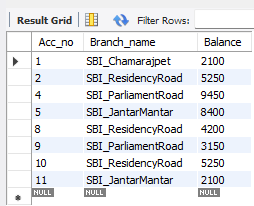 Result Grid Filter Rows:
Acc_no Branch_name Balance
1 SBI_Chamarajpet 2100
2 SBI_ResidencyRoad 5250
4 SBI_ParliamentRoad 9450
5 SBI_JantarMantar 8400
8 SBI_ResidencyRoad 4200
9 SBI_ParliamentRoad 3150
10 SBI_ResidencyRoad 5250
11 SBI_JantarMantar 2100
NULL NULL NULL